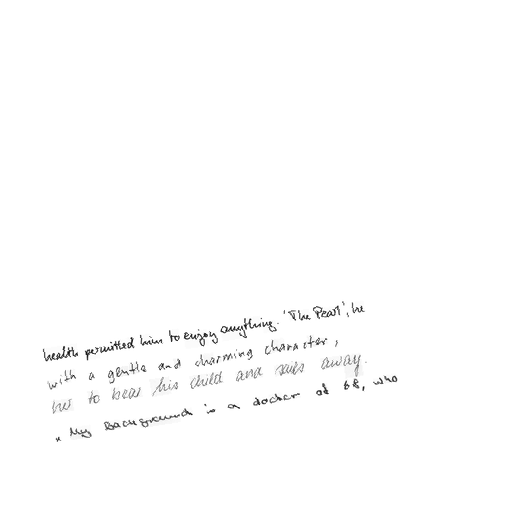 health permitted him to enjoy anything. 'The Pearl', he
with a gentle and charming character,
her to bear his child and sails away.
" My background is a docker of 68, who